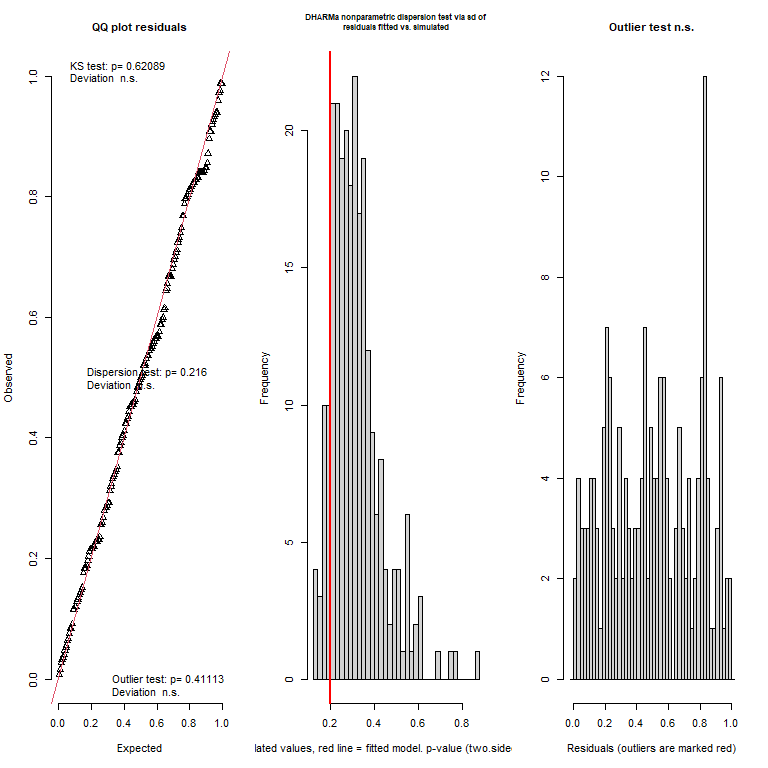 QQ plot residuals
KS test: p= 0.62089
Deviation n.s.
Dispersion test: p= 0.216
Deviation n.s.
Outlier test: p= 0.41113
Deviation n.s.
Observed
0.0
0.2
0.4
0.6
0.8
1.0
0.0
0.2
0.4
0.6
0.8
1.0
Expected
DHARMa nonparametric dispersion test via sd of
residuals fitted vs. simulated
Frequency
0
5
10
15
20
0.2
0.4
0.6
0.8
lated values, red line = fitted model. p-value (two.side
Outlier test n.s.
Frequency
0
2
4
6
8
10
12
0.0
0.2
0.4
0.6
0.8
1.0
Residuals (outliers are marked red)